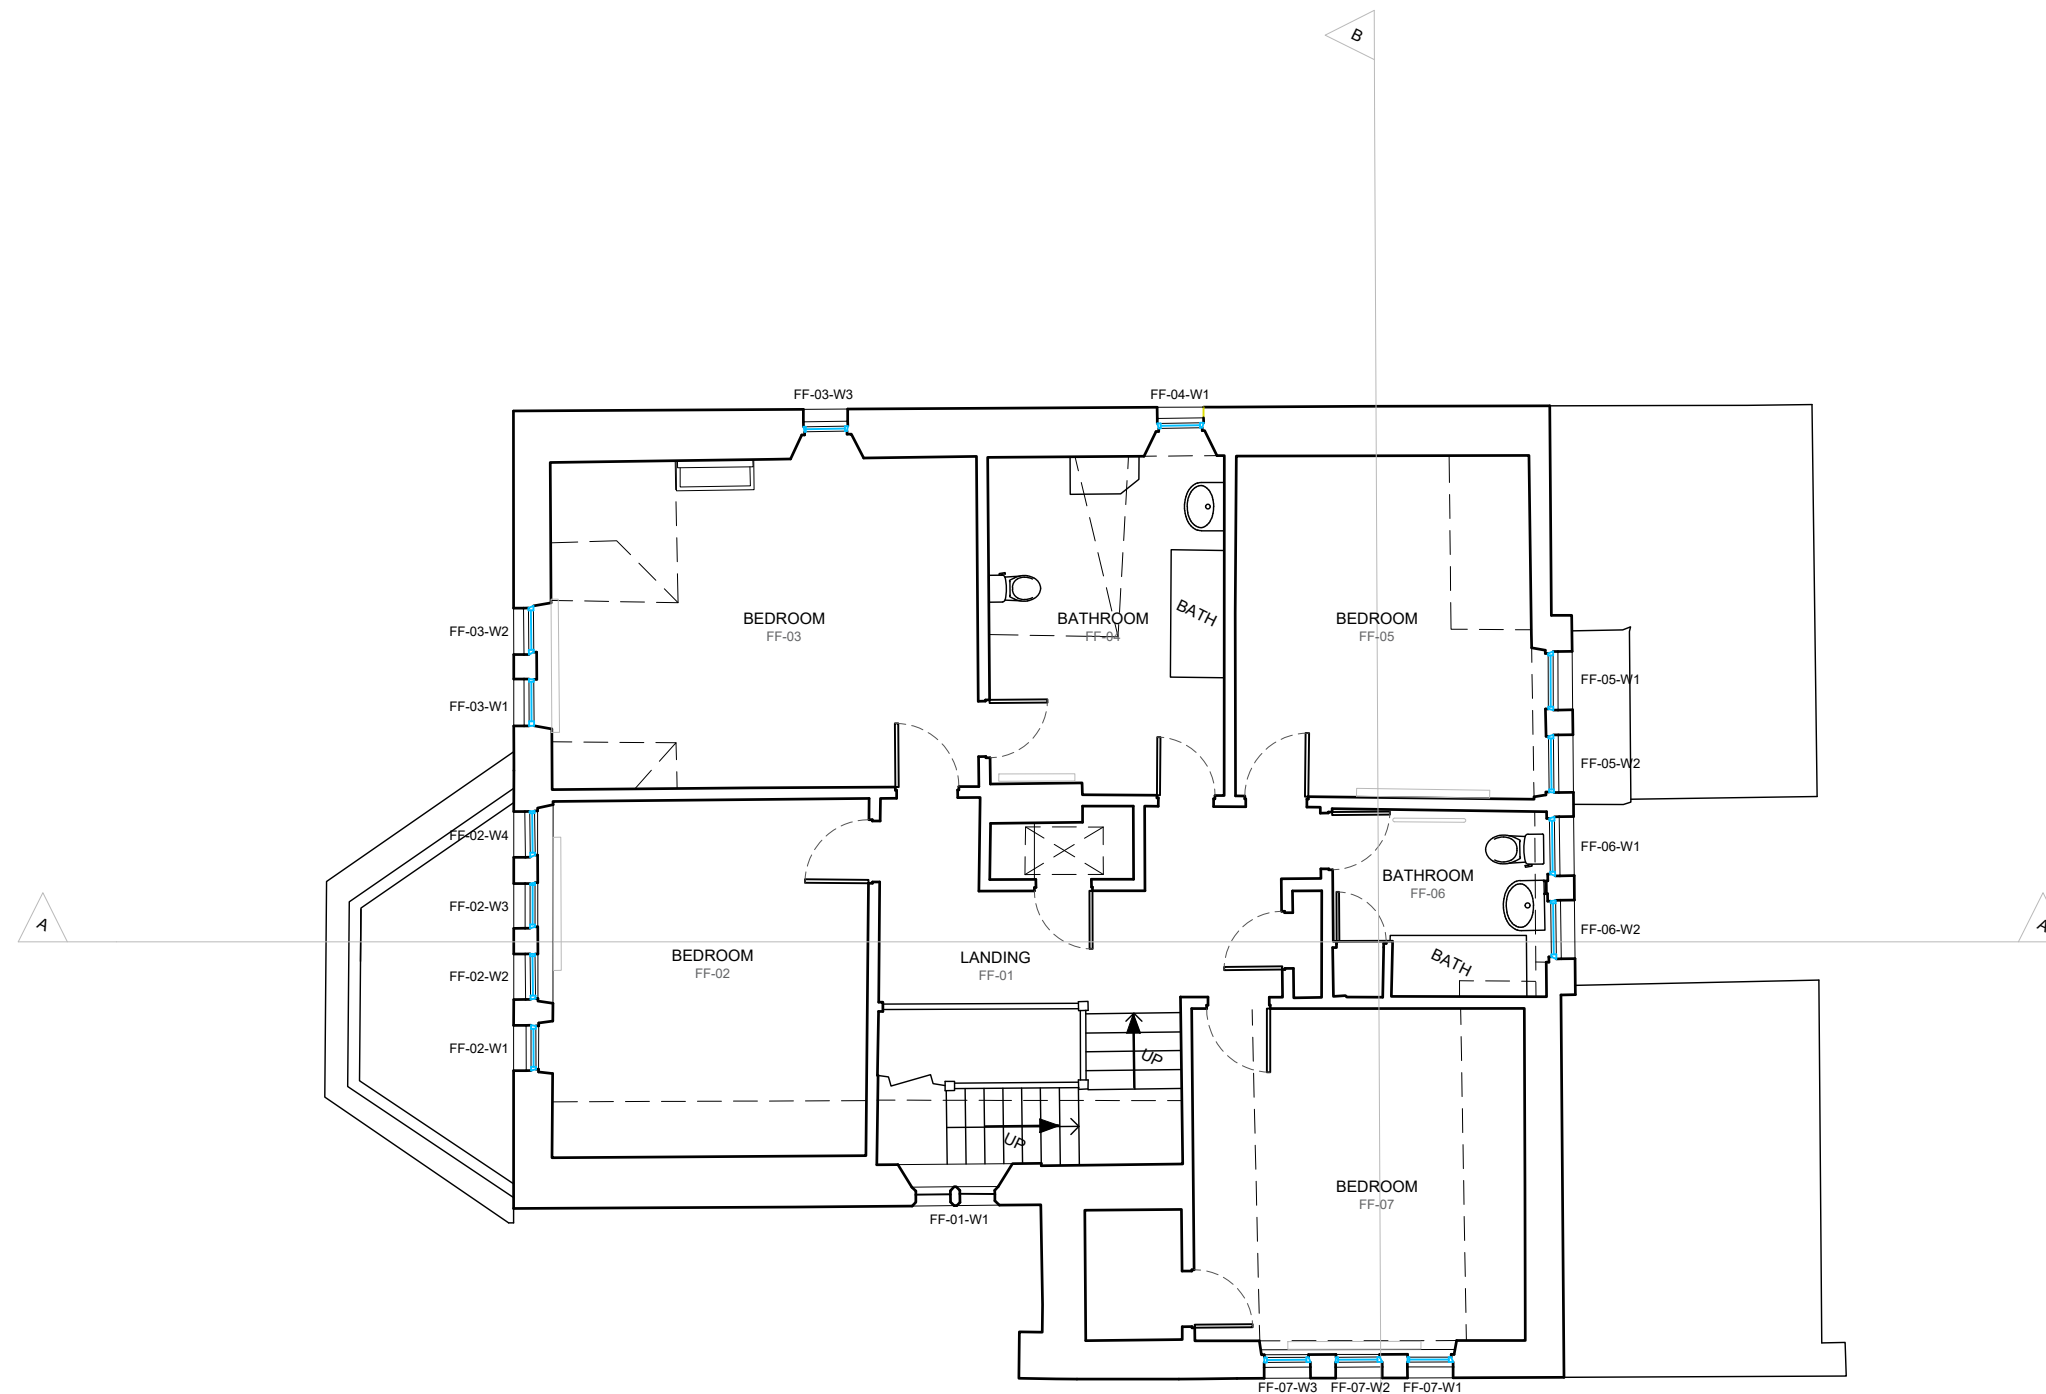 B
FF-03-W3
FF-04-W1
BEDROOM
FF-03
BATHROOM
FF-04
BATH
BEDROOM
FF-05
FF-03-W2
FF-03-W1
FF-05-W1
FF-05-W2
FF-02-W4
FF-02-W3
FF-02-W2
FF-02-W1
FF-06-W1
FF-06-W2
BATHROOM
FF-06
BATH
A
A
BEDROOM
FF-02
LANDING
FF-01
UP
UP
BEDROOM
FF-07
FF-01-W1
FF-07-W3
FF-07-W2
FF-07-W1